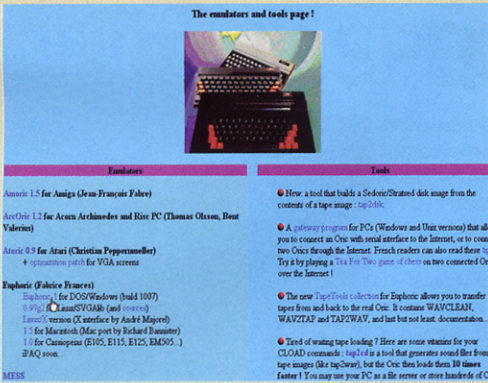 The emulators and tools page !
Emulators
Amoric 1.5 for Amiga (Jean-François Fabre)
ArcOric 1.2 for Acorn Archimedes and Risc PC (Thomas Olsson, Bent
Valerius)
Atoric 0.9 for Atari (Christian Peppermueller)
+ optimisation patch for VGA screens
Euphoric (Fabrice Frances)
Euphoric 1 for DOS/Windows (build 1007)
0.99g for Linux/SVGAlib (and sources)
Linux/X version (X interface by André Majorel)
1.5 for Macintosh (Mac port by Richard Bannister)
1.0 for Cassiopeias (E105, E115, E125, EM505...)
iFAQ soon...
MESS
Tools
New: a tool that builds a Sedoric/Stratsed disk image from the
contents of a tape image : tap2dsk.
A gateway program for PCs (Windows and Unix versions) that all
you to connect an Oric with serial interface to the Internet, or to conn
two Orics through the Internet. French readers can also read there
Try it by playing a Tea For Two game of chess on two connected Or
over the Internet !
The new TapeTools collection for Euphoric allows you to transfer
tapes from and back to the real Oric. It contains WAVCLEAN,
WAV2TAP and TAP2WAV, and last but not least: documentation...
Tired of waiting tape loading ? Here are some vitamins for your
CLOAD commands : tap2cd is a tool that generates sound files from
tape images (like tap2wav), but the Oric then loads them 10 times
faster ! You may use your PC as a file server or store hundreds of C